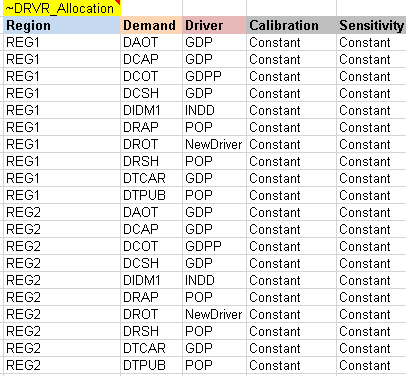 ~DRVR_Allocation
Region Demand Driver Calibration Sensitivity
REG1 DAOT GDP Constant Constant
REG1 DCAP GDP Constant Constant
REG1 DCOT GDPP Constant Constant
REG1 DCSH GDP Constant Constant
REG1 DIDM1 INDD Constant Constant
REG1 DRAP POP Constant Constant
REG1 DROT NewDriver Constant Constant
REG1 DRSH POP Constant Constant
REG1 DTCAR GDP Constant Constant
REG1 DTPUB POP Constant Constant
REG2 DAOT GDP Constant Constant
REG2 DCAP GDP Constant Constant
REG2 DCOT GDPP Constant Constant
REG2 DCSH GDP Constant Constant
REG2 DIDM1 INDD Constant Constant
REG2 DRAP POP Constant Constant
REG2 DROT NewDriver Constant Constant
REG2 DRSH POP Constant Constant
REG2 DTCAR GDP Constant Constant
REG2 DTPUB POP Constant Constant